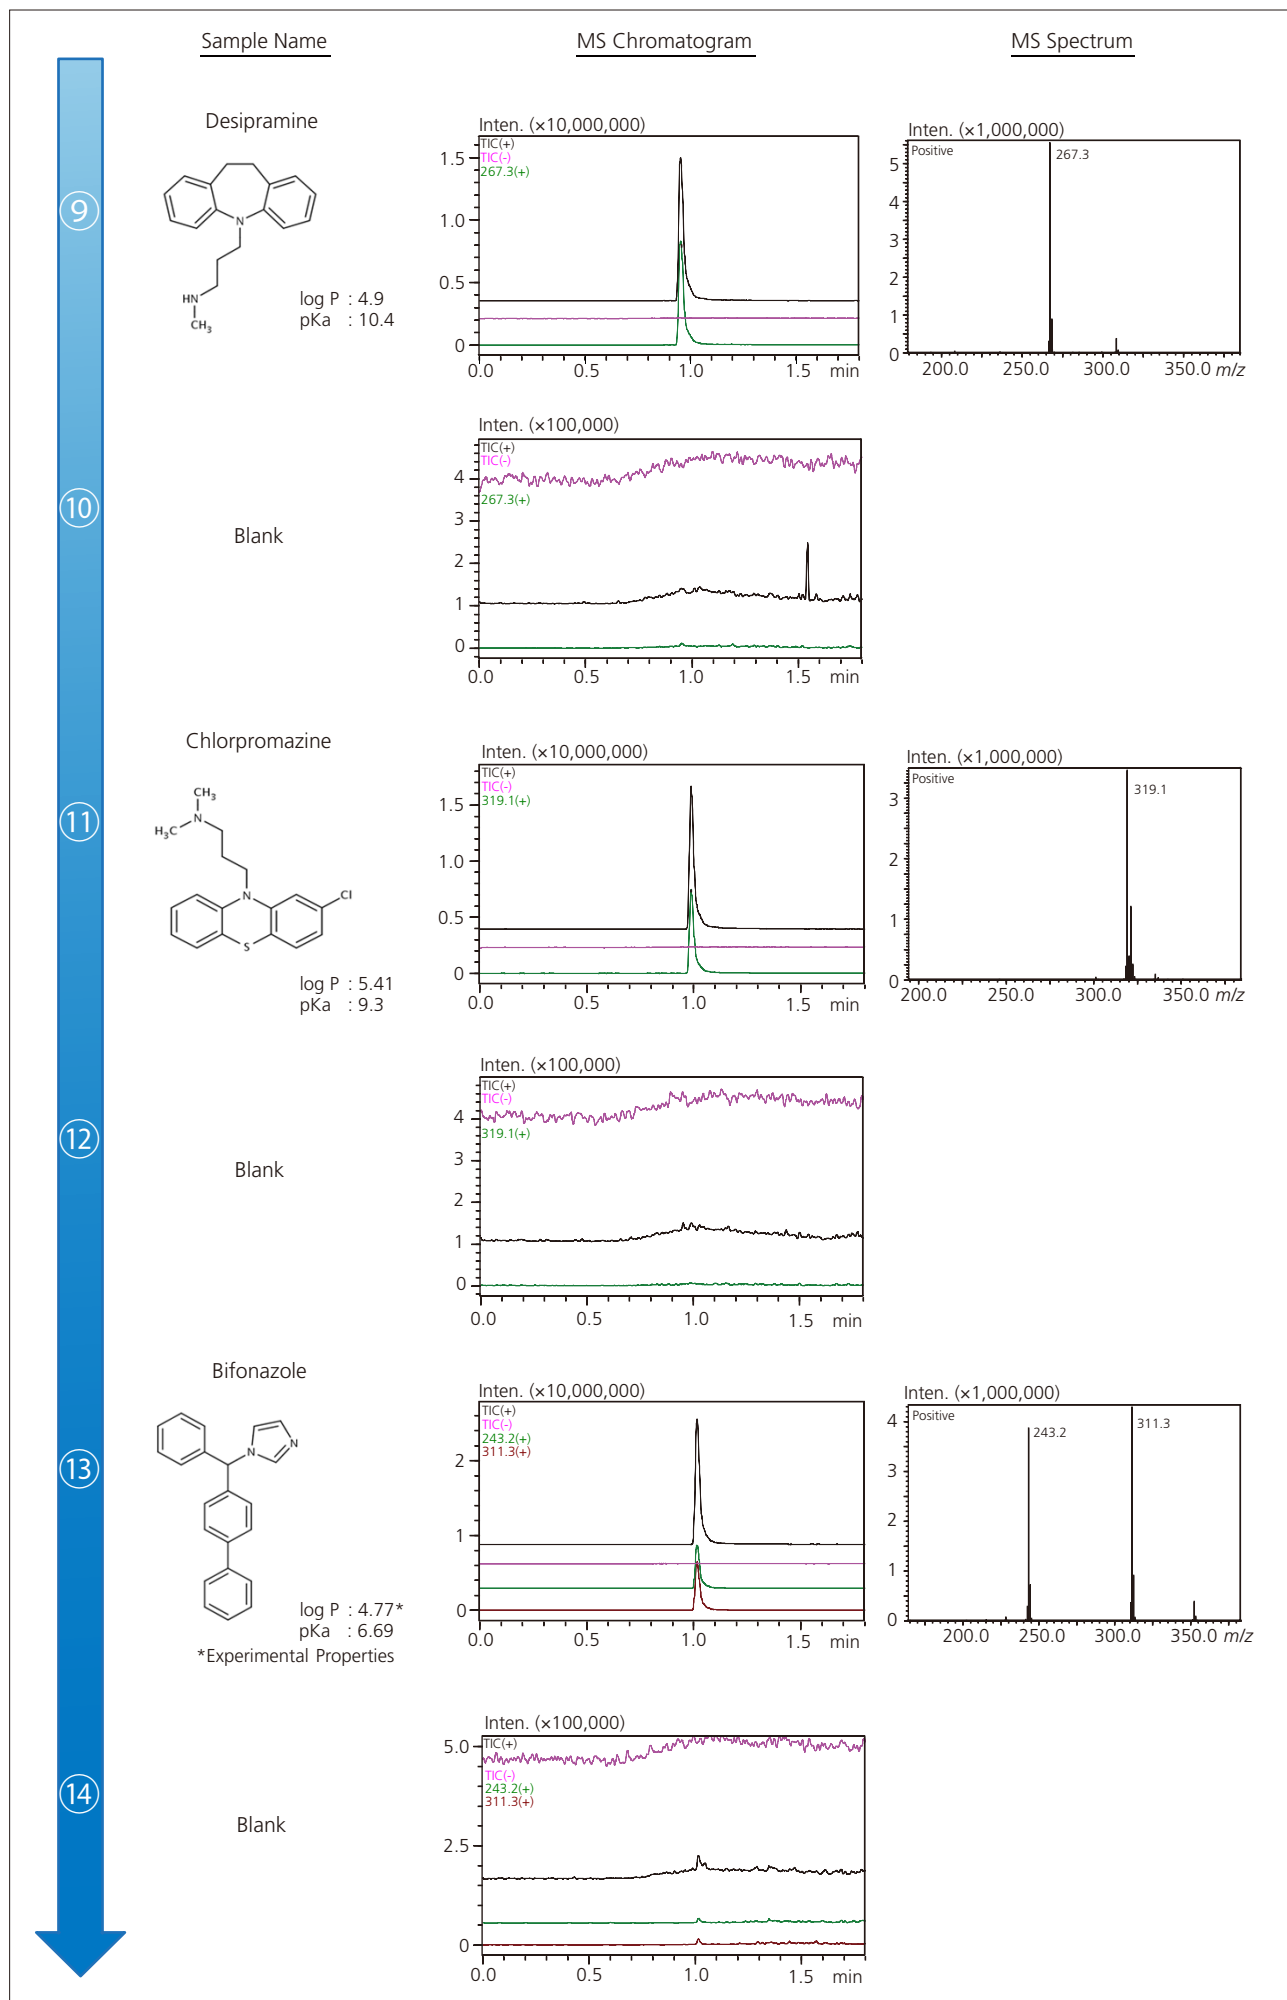 Sample Name
MS Chromatogram
MS Spectrum
⑨
Desipramine
N
HN
CH₃
log P : 4.9
pKa : 10.4
Inten. (×10,000,000)
TIC(+)
TIC(-)
267.3(+)
1.5
1.0
0.5
0
0.0 0.5 1.0 1.5 min
Inten. (×1,000,000)
Positive
267.3
5
4
3
2
1
0
200.0 250.0 300.0 350.0 m/z
⑩
Blank
Inten. (×100,000)
TIC(+)
TIC(-)
267.3(+)
4
3
2
1
0
0.0 0.5 1.0 1.5 min
⑪
Chlorpromazine
CH₃
H₃C N
N
Cl
S
log P : 5.41
pKa : 9.3
Inten. (×10,000,000)
TIC(+)
TIC(-)
319.1(+)
1.5
1.0
0.5
0
0.0 0.5 1.0 1.5 min
Inten. (×1,000,000)
Positive
319.1
3
2
1
0
200.0 250.0 300.0 350.0 m/z
⑫
Blank
Inten. (×100,000)
TIC(+)
TIC(-)
319.1(+)
4
3
2
1
0
0.0 0.5 1.0 1.5 min
⑬
Bifonazole
N N
log P : 4.77*
pKa : 6.69
*Experimental Properties
Inten. (×10,000,000)
TIC(+)
TIC(-)
243.2(+)
311.3(+)
2
1
0
0.0 0.5 1.0 1.5 min
Inten. (×1,000,000)
Positive
243.2
311.3
4
3
2
1
0
200.0 250.0 300.0 350.0 m/z
⑭
Blank
Inten. (×100,000)
TIC(+)
TIC(-)
243.2(+)
311.3(+)
5.0
2.5
0
0.0 0.5 1.0 1.5 min